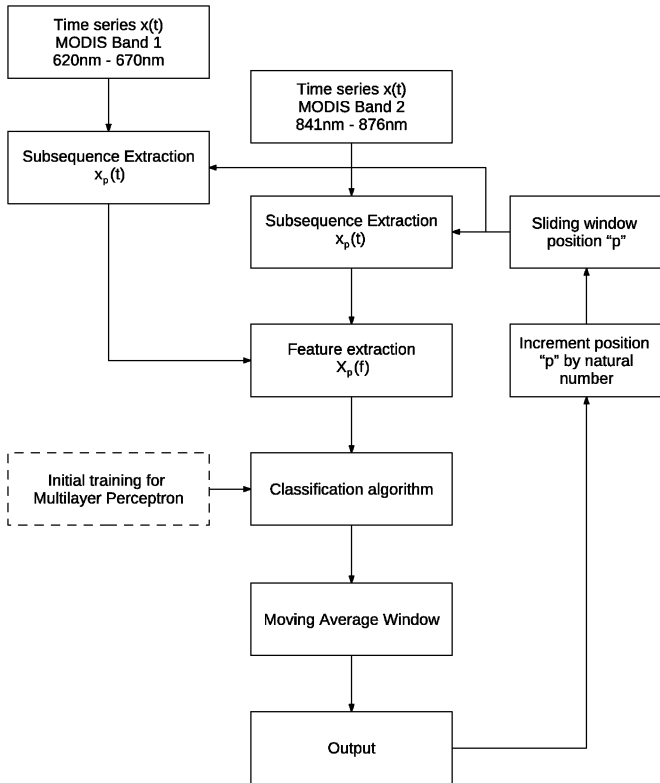 Time series x(t)
MODIS Band 1
620nm - 670nm
Time series x(t)
MODIS Band 2
841nm - 876nm
Subsequence Extraction
xₚ(t)
Subsequence Extraction
xₚ(t)
Sliding window
position “p”
Feature extraction
Xₚ(f)
Increment position
“p” by natural
number
Initial training for
Multilayer Perceptron
Classification algorithm
Moving Average Window
Output